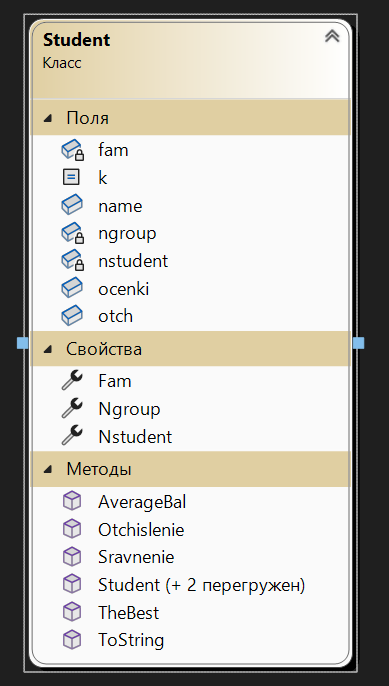 Student
Класс
Поля
fam
k
name
ngroup
nstudent
ocenki
otch
Свойства
Fam
Ngroup
Nstudent
Методы
AverageBal
Otchislenie
Sravnenie
Student (+ 2 перегружен)
TheBest
ToString